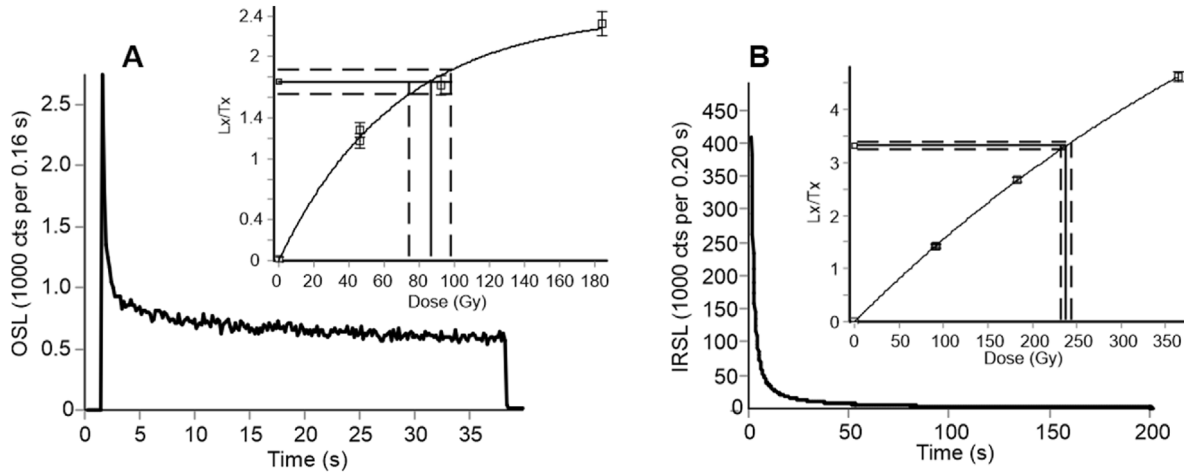 A
OSL (1000 cts per 0.16 s)
2.5
2.0
1.5
1.0
0.5
0
0 5 10 15 20 25 30 35
Time (s)
Lx/Tx
2.4
2
1.4
1
0.4
0
0 20 40 60 80 100 120 140 160 180
Dose (Gy)
B
IRSL (1000 cts per 0.20 s)
450
400
350
300
250
200
150
100
50
0
0 50 100 150 200
Time (s)
Lx/Tx
4
3
2
1
0
0 50 100 150 200 250 300 350
Dose (Gy)